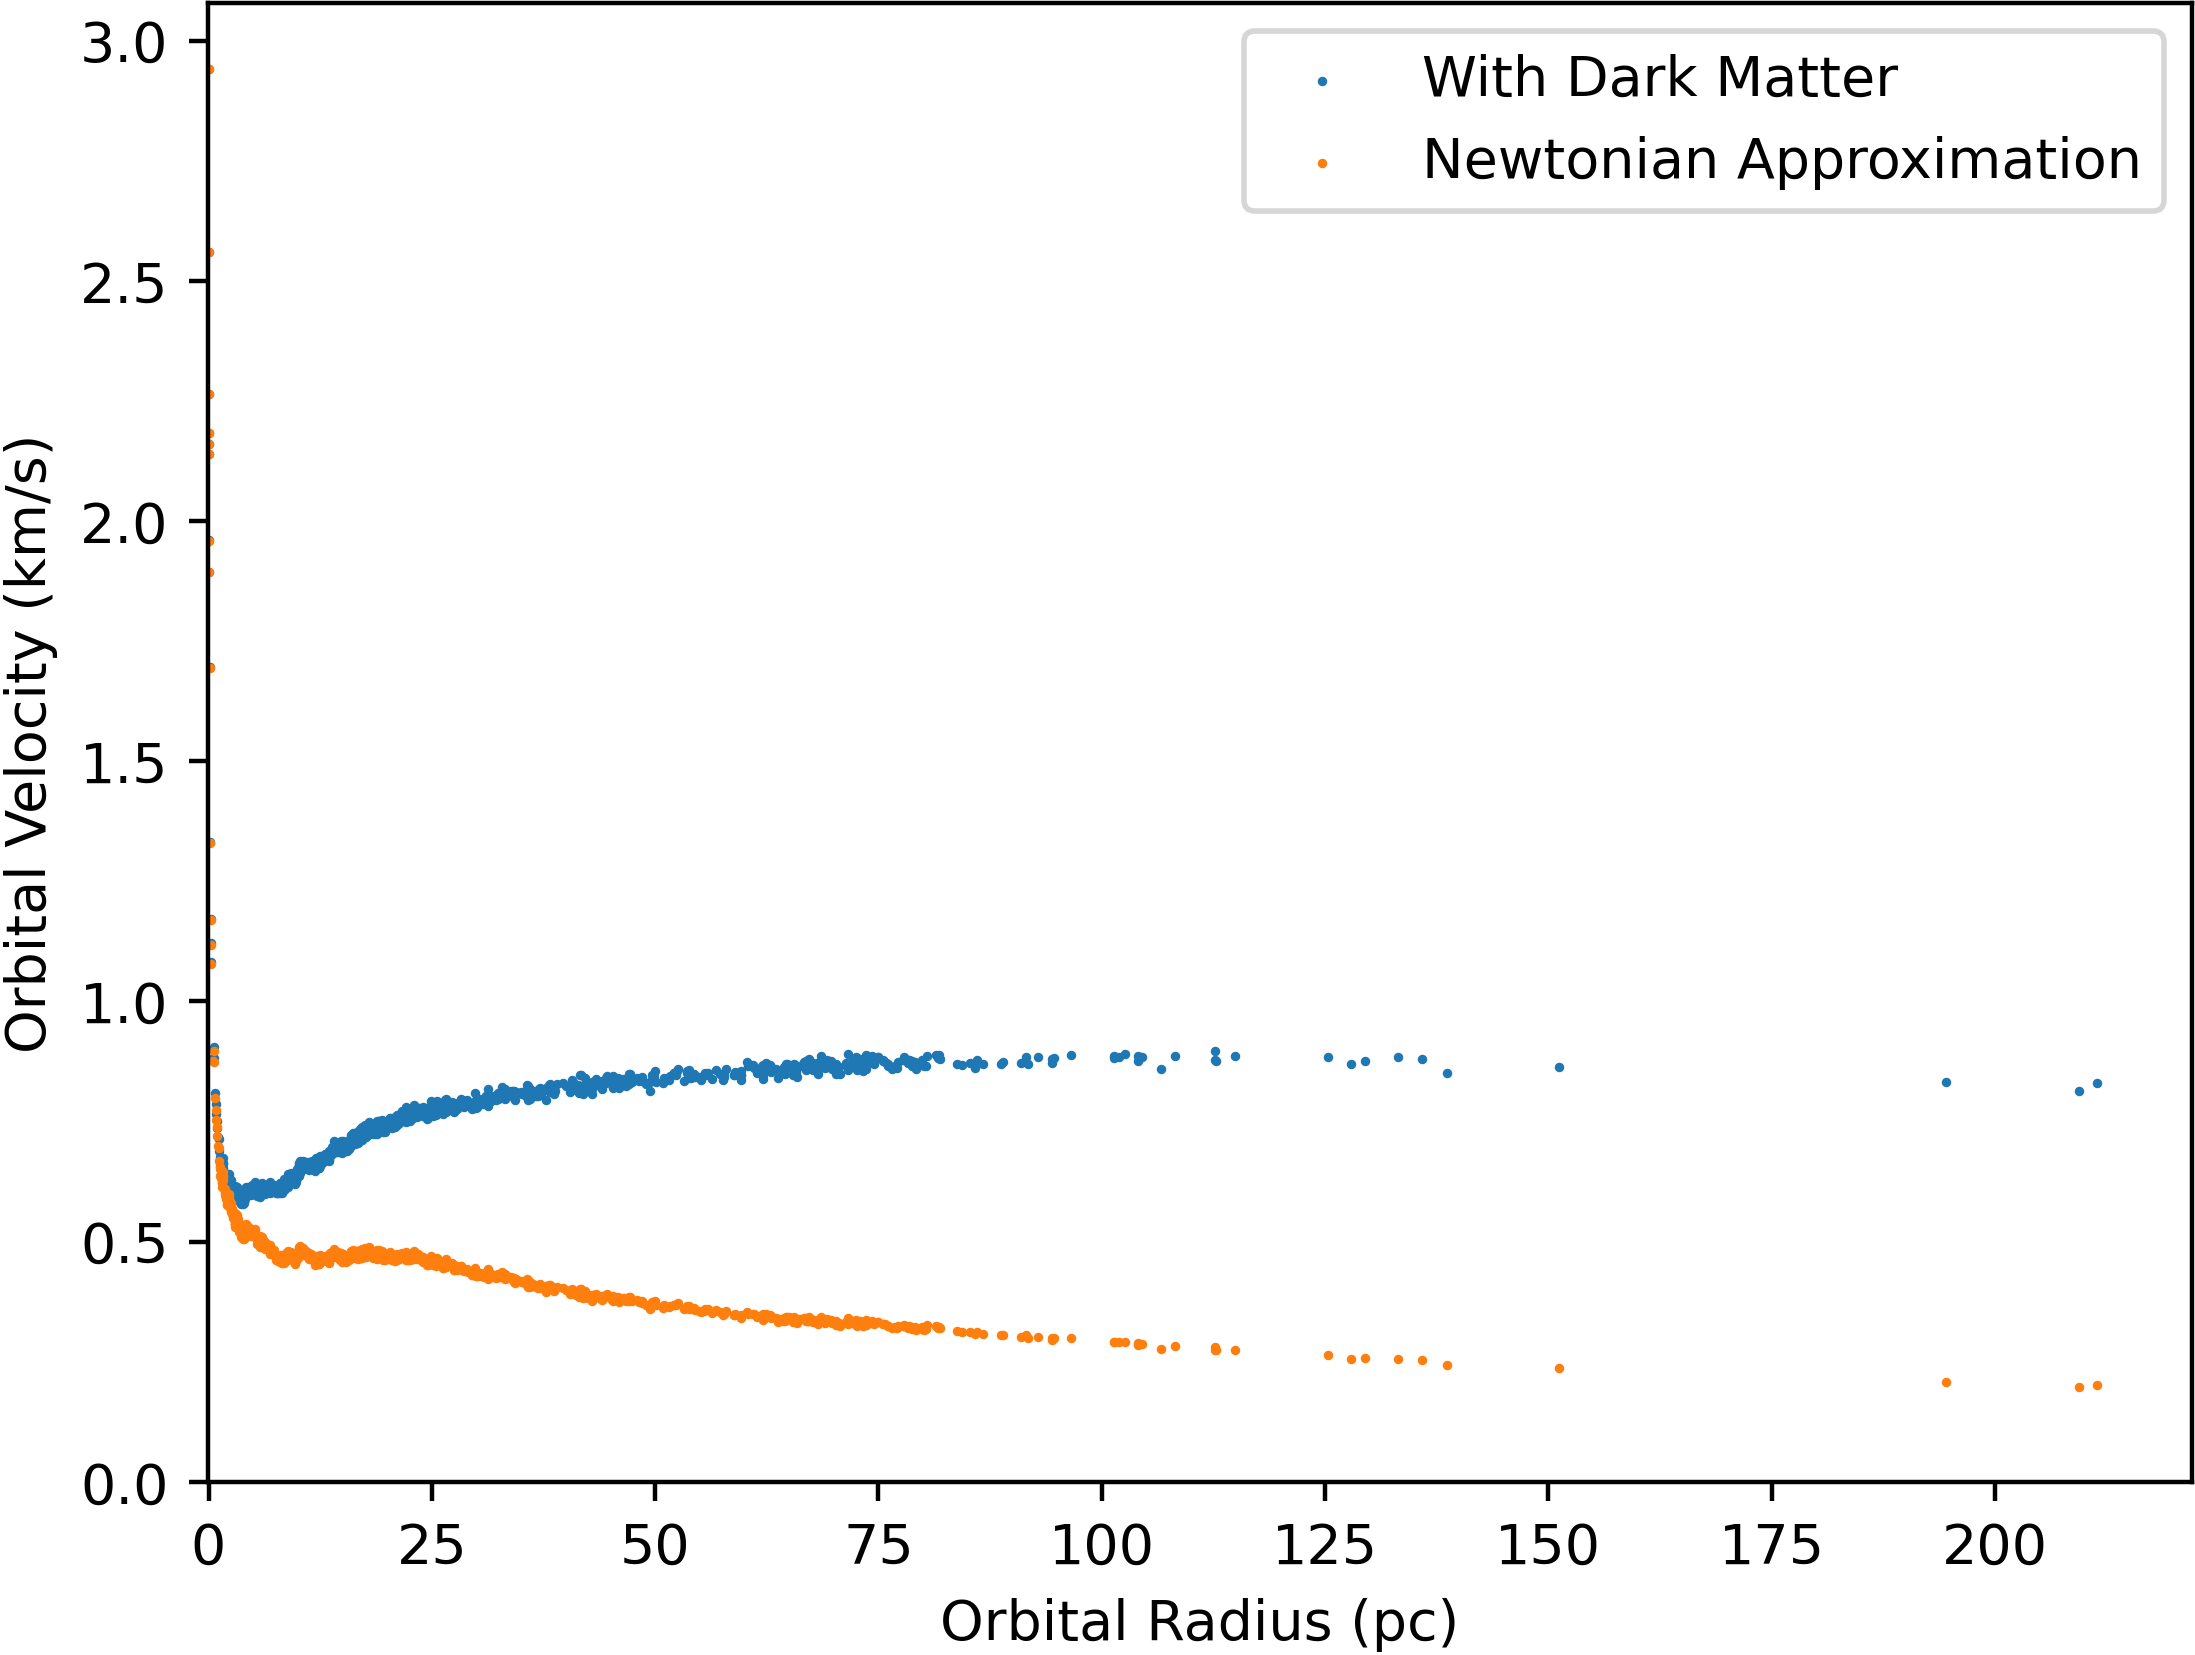 With Dark Matter
Newtonian Approximation
3.0
2.5
2.0
1.5
1.0
0.5
0.0
Orbital Velocity (km/s)
0 25 50 75 100 125 150 175 200
Orbital Radius (pc)